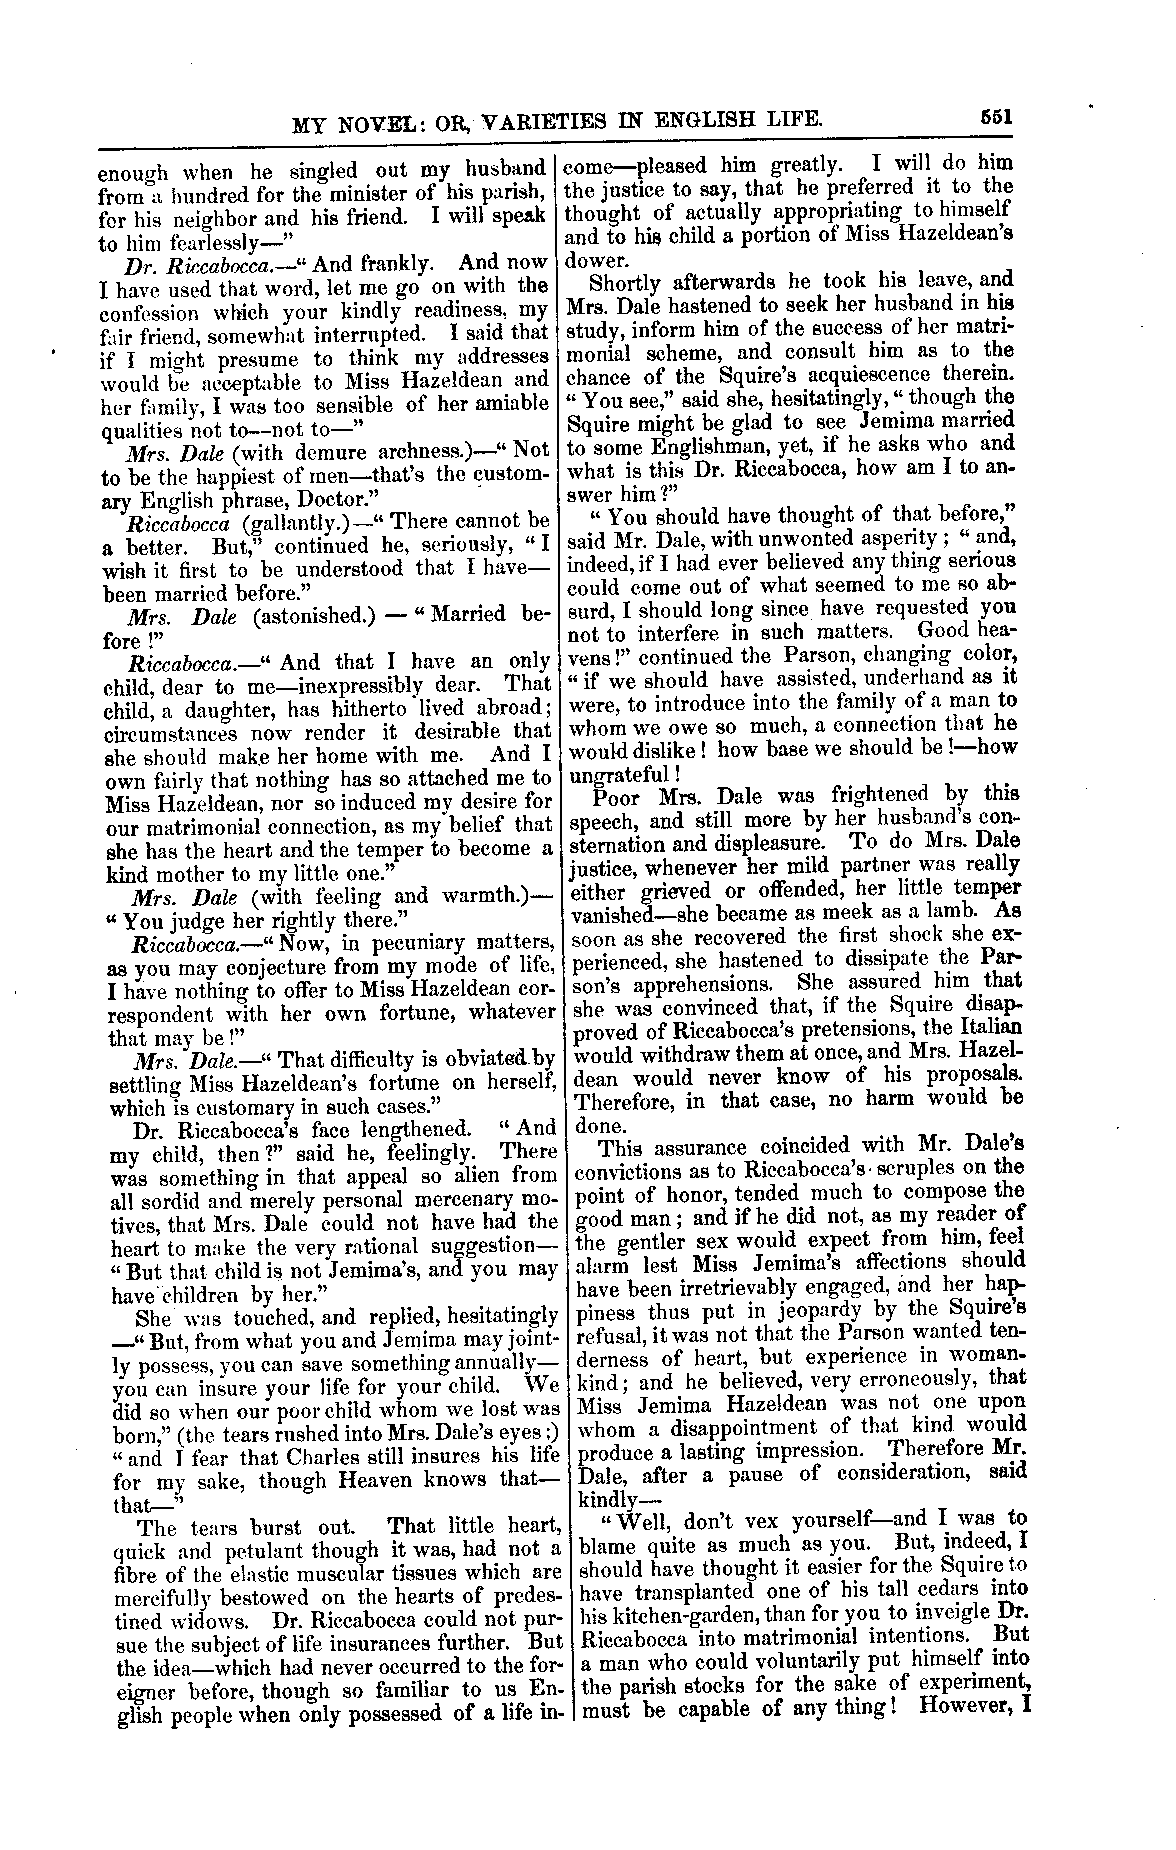 MY NOVEL: OR, VARIETIES IN ENGLISH LIFE. 551
enough when he singled out my husband
from a hundred for the minister of his parish,
for his neighbor and his friend. I will speak
to him fearlessly—”
Dr. Riccabocca.—“ And frankly. And now
I have used that word, let me go on with the
confession which your kindly readiness, my
fair friend, somewhat interrupted. I said that
if I might presume to think my addresses
would be acceptable to Miss Hazeldean and
her family, I was too sensible of her amiable
qualities not to—not to—”
Mrs. Dale (with demure archness.)—“ Not
to be the happiest of men—that’s the custom-
ary English phrase, Doctor.”
Riccabocca (gallantly.)—“ There cannot be
a better. But,” continued he, seriously, “ I
wish it first to be understood that I have—
been married before.”
Mrs. Dale (astonished.) — “ Married be-
fore !”
Riccabocca.—“ And that I have an only
child, dear to me—inexpressibly dear. That
child, a daughter, has hitherto lived abroad;
circumstances now render it desirable that
she should make her home with me. And I
own fairly that nothing has so attached me to
Miss Hazeldean, nor so induced my desire for
our matrimonial connection, as my belief that
she has the heart and the temper to become a
kind mother to my little one.”
Mrs. Dale (with feeling and warmth.)—
“ You judge her rightly there.”
Riccabocca.—“ Now, in pecuniary matters,
as you may conjecture from my mode of life,
I have nothing to offer to Miss Hazeldean cor-
respondent with her own fortune, whatever
that may be !”
Mrs. Dale.—“ That difficulty is obviated by
settling Miss Hazeldean’s fortune on herself,
which is customary in such cases.”
Dr. Riccabocca’s face lengthened. “ And
my child, then ?” said he, feelingly. There
was something in that appeal so alien from
all sordid and merely personal mercenary mo-
tives, that Mrs. Dale could not have had the
heart to make the very rational suggestion—
“ But that child is not Jemima’s, and you may
have children by her.”
She was touched, and replied, hesitatingly
—“ But, from what you and Jemima may joint-
ly possess, you can save something annually—
you can insure your life for your child. We
did so when our poor child whom we lost was
born,” (the tears rushed into Mrs. Dale’s eyes ;)
“ and I fear that Charles still insures his life
for my sake, though Heaven knows that—
that—”
The tears burst out. That little heart,
quick and petulant though it was, had not a
fibre of the elastic muscular tissues which are
mercifully bestowed on the hearts of predes-
tined widows. Dr. Riccabocca could not pur-
sue the subject of life insurances further. But
the idea—which had never occurred to the for-
eigner before, though so familiar to us En-
glish people when only possessed of a life in-
come—pleased him greatly. I will do him
the justice to say, that he preferred it to the
thought of actually appropriating to himself
and to his child a portion of Miss Hazeldean’s
dower.
Shortly afterwards he took his leave, and
Mrs. Dale hastened to seek her husband in his
study, inform him of the success of her matri-
monial scheme, and consult him as to the
chance of the Squire’s acquiescence therein.
“ You see,” said she, hesitatingly, “ though the
Squire might be glad to see Jemima married
to some Englishman, yet, if he asks who and
what is this Dr. Riccabocca, how am I to an-
swer him ?”
“ You should have thought of that before,”
said Mr. Dale, with unwonted asperity ; “ and,
indeed, if I had ever believed any thing serious
could come out of what seemed to me so ab-
surd, I should long since have requested you
not to interfere in such matters. Good hea-
vens !” continued the Parson, changing color,
“ if we should have assisted, underhand as it
were, to introduce into the family of a man to
whom we owe so much, a connection that he
would dislike ! how base we should be !—how
ungrateful !
Poor Mrs. Dale was frightened by this
speech, and still more by her husband’s con-
sternation and displeasure. To do Mrs. Dale
justice, whenever her mild partner was really
either grieved or offended, her little temper
vanished—she became as meek as a lamb. As
soon as she recovered the first shock she ex-
perienced, she hastened to dissipate the Par-
son’s apprehensions. She assured him that
she was convinced that, if the Squire disap-
proved of Riccabocca’s pretensions, the Italian
would withdraw them at once, and Mrs. Hazel-
dean would never know of his proposals.
Therefore, in that case, no harm would be
done.
This assurance coincided with Mr. Dale’s
convictions as to Riccabocca’s scruples on the
point of honor, tended much to compose the
good man ; and if he did not, as my reader of
the gentler sex would expect from him, feel
alarm lest Miss Jemima’s affections should
have been irretrievably engaged, and her hap-
piness thus put in jeopardy by the Squire’s
refusal, it was not that the Parson wanted ten-
derness of heart, but experience in woman-
kind ; and he believed, very erroneously, that
Miss Jemima Hazeldean was not one upon
whom a disappointment of that kind would
produce a lasting impression. Therefore Mr.
Dale, after a pause of consideration, said
kindly—
“ Well, don’t vex yourself—and I was to
blame quite as much as you. But, indeed, I
should have thought it easier for the Squire to
have transplanted one of his tall cedars into
his kitchen-garden, than for you to inveigle Dr.
Riccabocca into matrimonial intentions. But
a man who could voluntarily put himself into
the parish stocks for the sake of experiment,
must be capable of any thing ! However, I